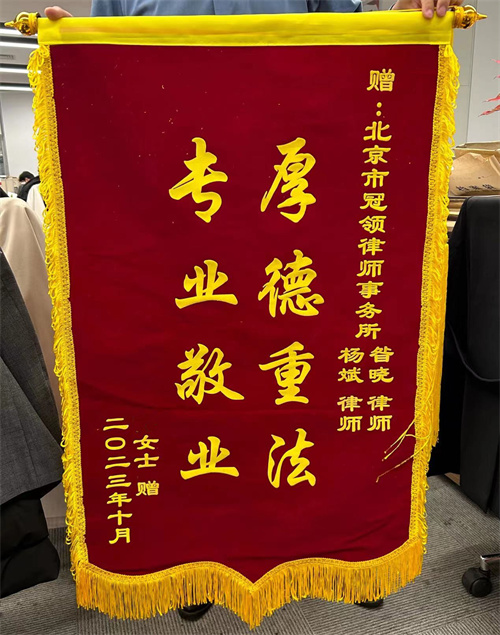 赠：北京市冠领律师事务所
昝晓 律师
杨斌 律师
厚德重法
专业敬业
女士 赠
二〇二三年十月